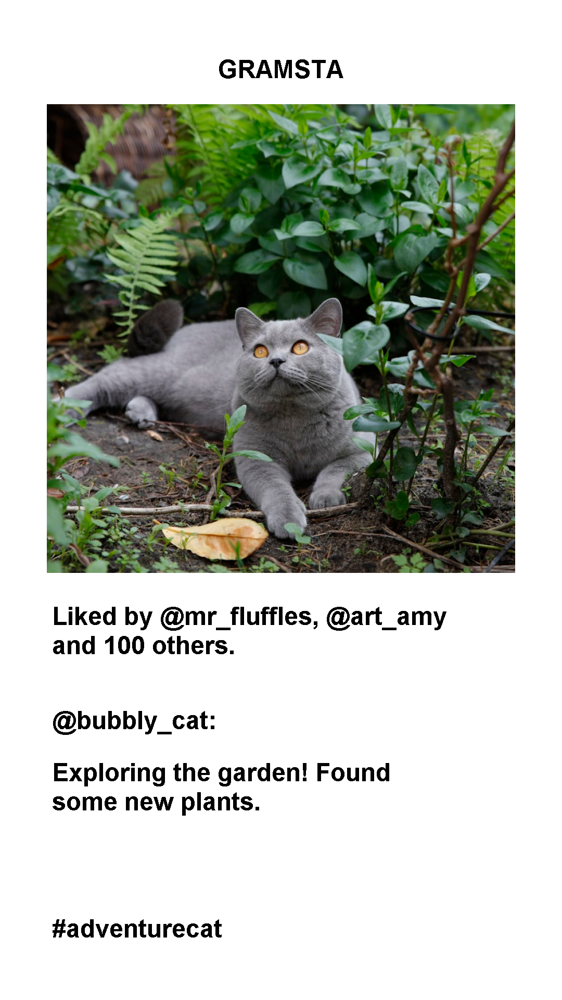 GRAMSTA
Liked by @mr_fluffles, @art_amy
and 100 others.
@bubbly_cat:
Exploring the garden! Found
some new plants.
#adventurecat